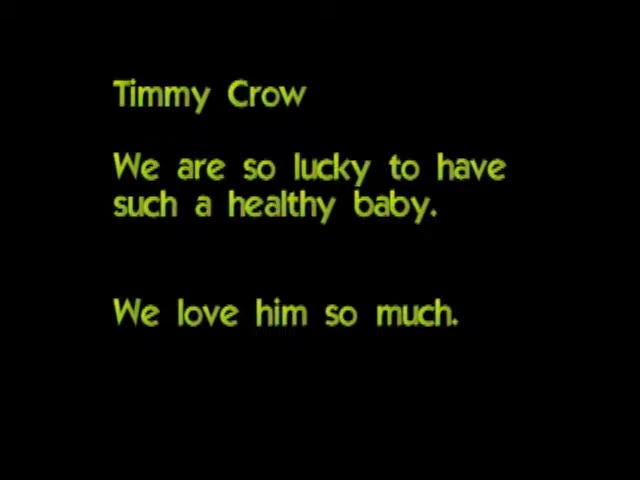 Timmy Crow
We are so lucky to have
such a healthy baby.
We love him so much.